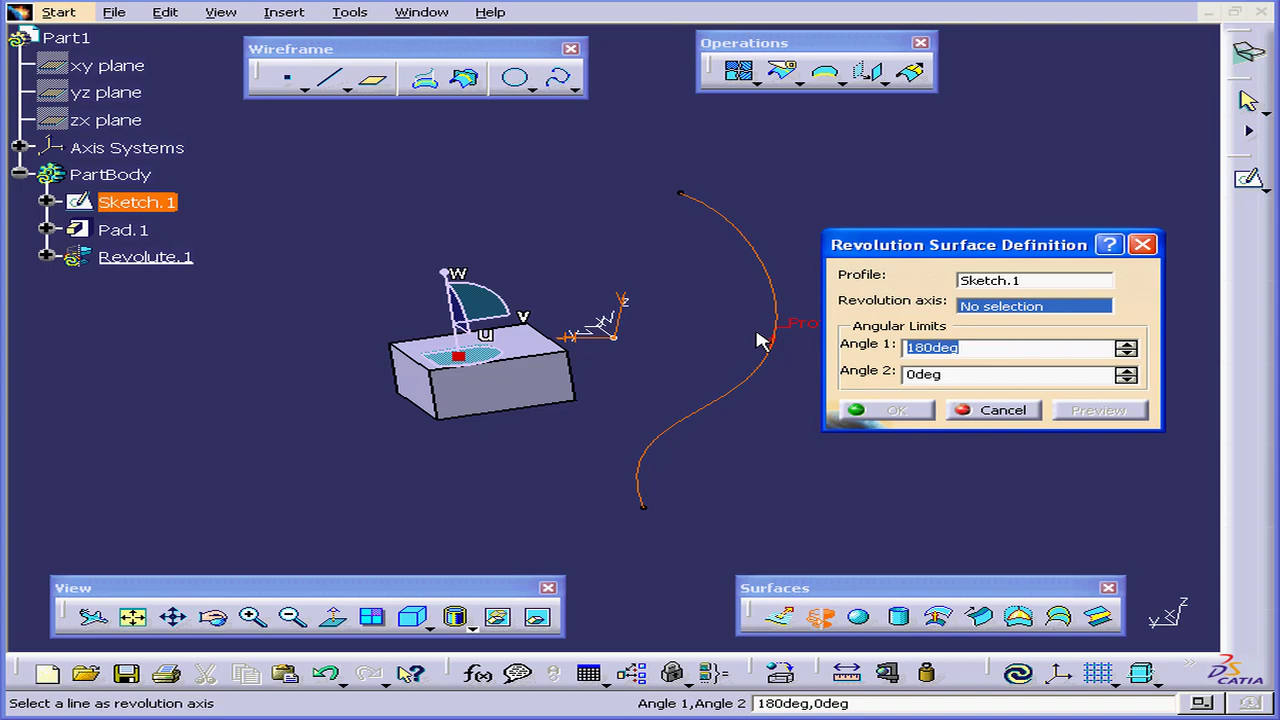 Start File Edit View Insert Tools Window Help
Part1
xy plane
yz plane
zx plane
Axis Systems
PartBody
Sketch.1
Pad.1
Revolute.1
Wireframe
Operations
W
v
u
z
Pro
Revolution Surface Definition
Profile: Sketch.1
Revolution axis: No selection
Angular Limits
Angle 1: 180deg
Angle 2: 0deg
OK Cancel Preview
View
Surfaces
z
y x
f(x)
CATIA
Select a line as revolution axis
Angle 1,Angle 2 180deg,0deg